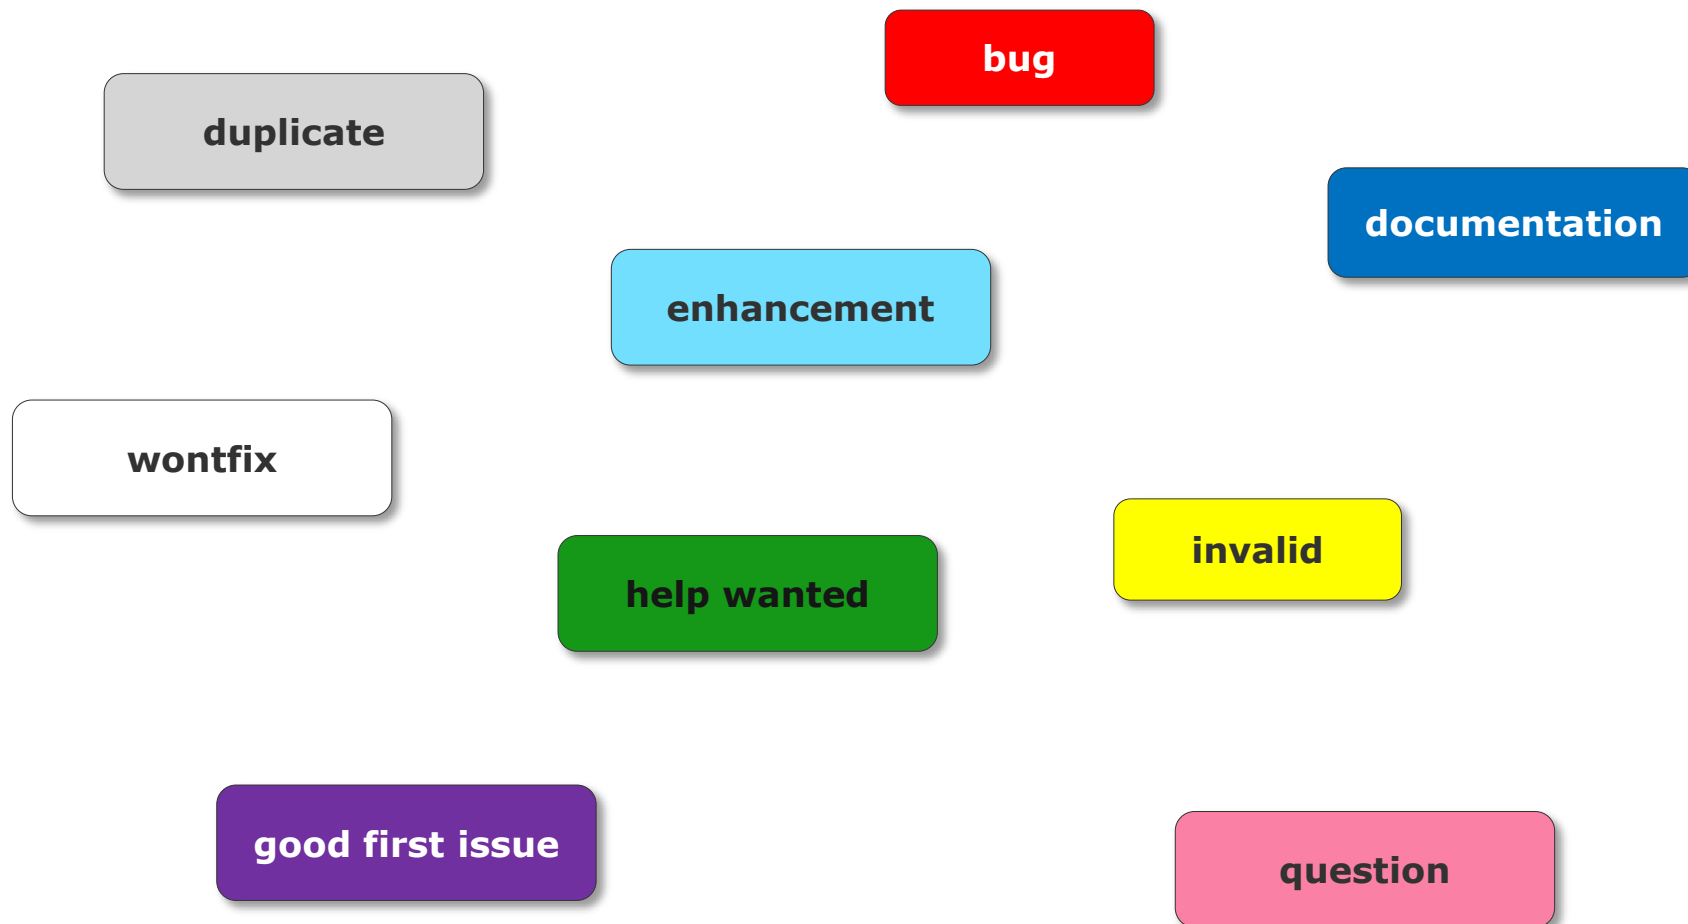 bug
duplicate
documentation
enhancement
wontfix
invalid
help wanted
good first issue
question